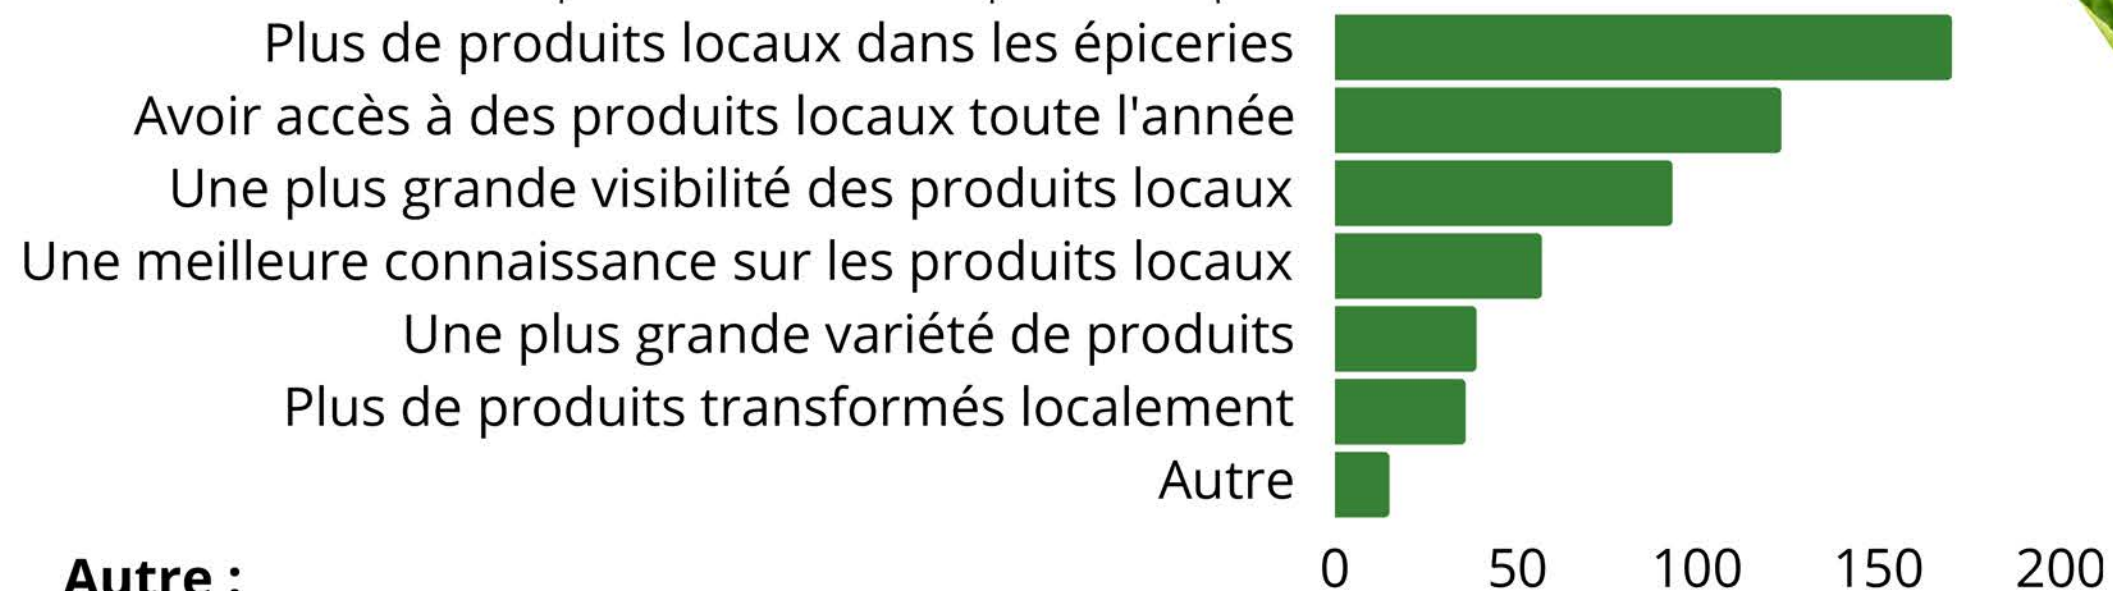 Plus de produits locaux dans les épiceries
Avoir accès à des produits locaux toute l'année
Une plus grande visibilité des produits locaux
Une meilleure connaissance sur les produits locaux
Une plus grande variété de produits
Plus de produits transformés localement
Autre
0 50 100 150 200
Autre :